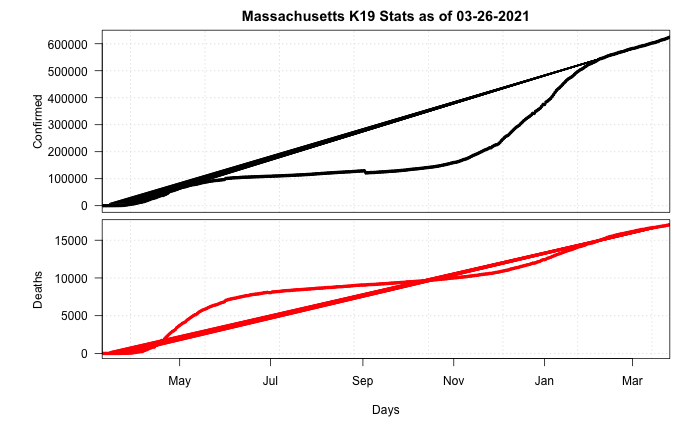 Massachusetts K19 Stats as of 03-26-2021
Confirmed
600000
500000
400000
300000
200000
100000
0
Deaths
15000
10000
5000
0
May Jul Sep Nov Jan Mar
Days